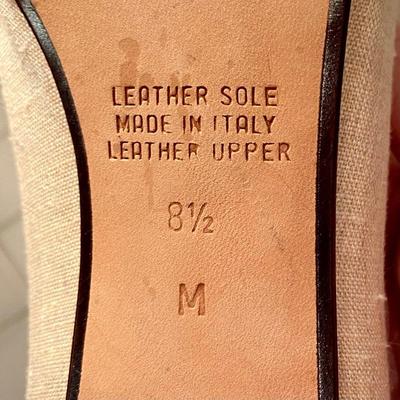 LEATHER SOLE
MADE IN ITALY
LEATHER UPPER
8½
M